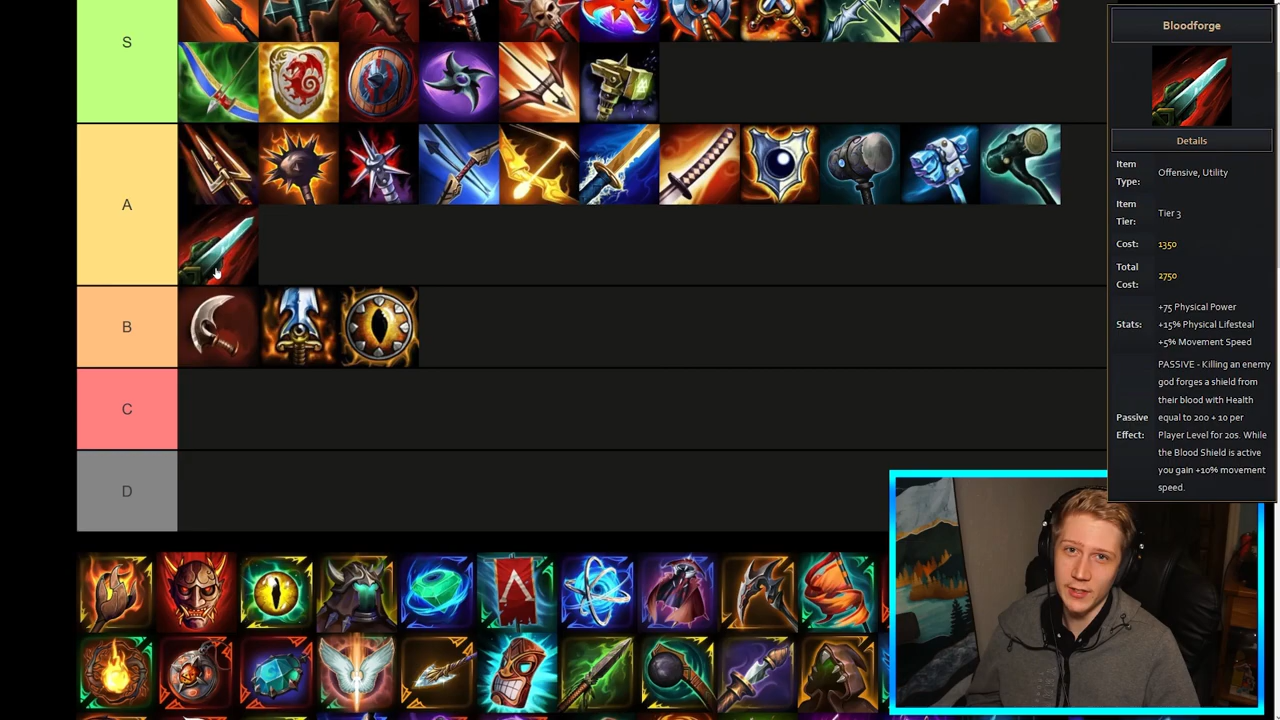 S
A
B
C
D
Bloodforge
Details
Item
Type:
Offensive, Utility
Item
Tier:
Tier 3
Cost:
1350
Total
Cost:
2750
Stats:
+75 Physical Power
+15% Physical Lifesteal
+5% Movement Speed
Passive
Effect:
PASSIVE - Killing an enemy
god forges a shield from
their blood with Health
equal to 200 + 10 per
Player Level for 20s. While
the Blood Shield is active
you gain +10% movement
speed.